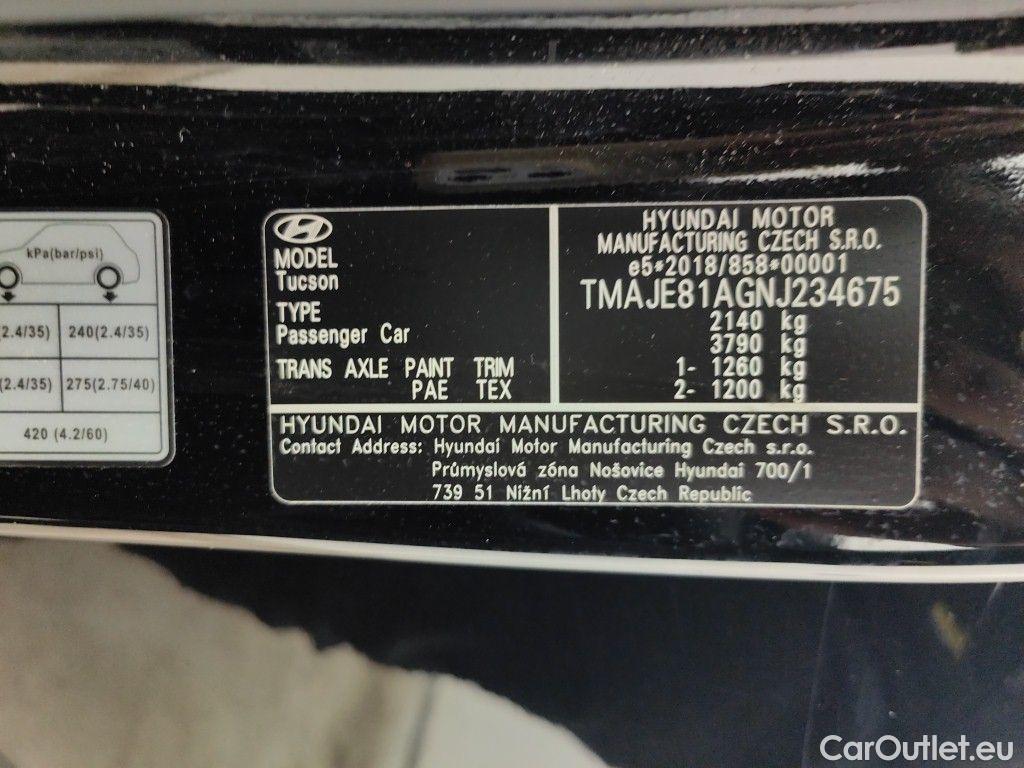 kPa(bar/psi)
(2.4/35) 240(2.4/35)
(2.4/35) 275(2.75/40)
420 (4.2/60)
MODEL
Tucson
TYPE
Passenger Car
TRANS AXLE PAINT TRIM
PAE TEX
HYUNDAI MOTOR
MANUFACTURING CZECH S.R.O.
e5*2018/858*00001
TMAJE81AGNJ234675
2140 kg
3790 kg
1- 1260 kg
2- 1200 kg
HYUNDAI MOTOR MANUFACTURING CZECH S.R.O.
Contact Address: Hyundai Motor Manufacturing Czech s.r.o.
Průmyslová zóna Nošovice Hyundai 700/1
739 51 Nižní Lhoty Czech Republic
CarOutlet.eu